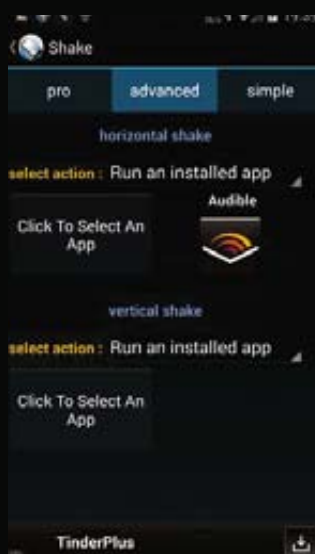 Shake
pro advanced simple
horizontal shake
select action : Run an installed app
Audible
Click To Select An
App
vertical shake
select action : Run an installed app
Click To Select An
App
TinderPlus